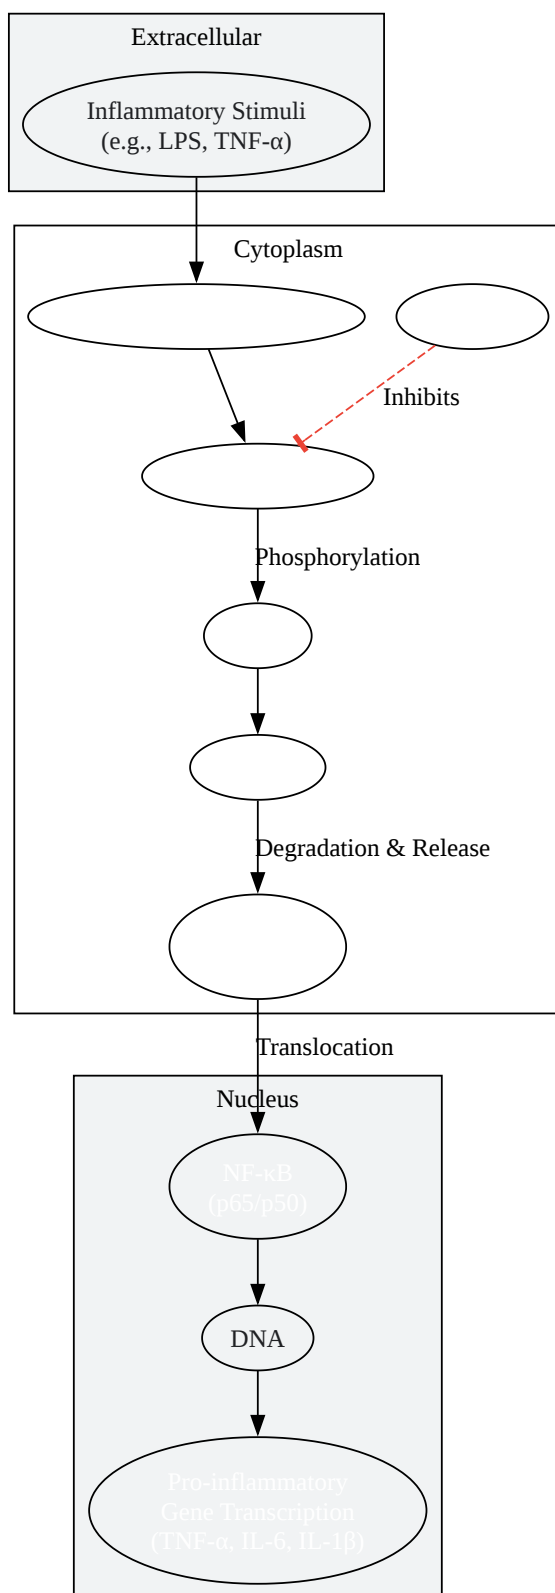 Extracellular
Inflammatory Stimuli
(e.g., LPS, TNF-α)
Cytoplasm
Inhibits
Phosphorylation
Degradation & Release
Translocation
Nucleus
NF-κB
(p65/p50)
DNA
Pro-inflammatory
Gene Transcription
(TNF-α, IL-6, IL-1β)